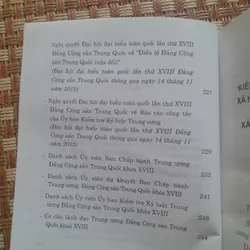 - Nghị quyết Đại hội đại biểu toàn quốc lần thứ XVIII
Đảng Cộng sản Trung Quốc về "Điều lệ Đảng Cộng
sản Trung Quốc (sửa đổi)"
(Đại hội đại biểu toàn quốc lần thứ XVIII Đảng
Cộng sản Trung Quốc thông qua ngày 14 tháng 11
năm 2012)
221
- Nghị quyết Đại hội đại biểu toàn quốc lần thứ XVIII
Đảng Cộng sản Trung Quốc về Báo cáo công tác
của Ủy ban Kiểm tra Kỷ luật Trung ương
(Đại hội đại biểu toàn quốc lần thứ XVIII Đảng
Cộng sản Trung Quốc thông qua ngày 14 tháng 11
năm 2012)
- Danh sách Ủy viên Ban Chấp hành Trung ương
Đảng Cộng sản Trung Quốc khóa XVIII
- Danh sách Ủy viên dự khuyết Ban Chấp hành
Trung ương Đảng Cộng sản Trung Quốc khóa XVIII
- Danh sách Ủy viên Ban Kiểm tra Kỷ luật Trung
ương Đảng Cộng sản Trung Quốc khóa XVIII
- Cơ cấu lãnh đạo Trung ương Đảng Cộng sản Trung
Quốc khóa XVIII
KIÊ
XÃ H
XÃ